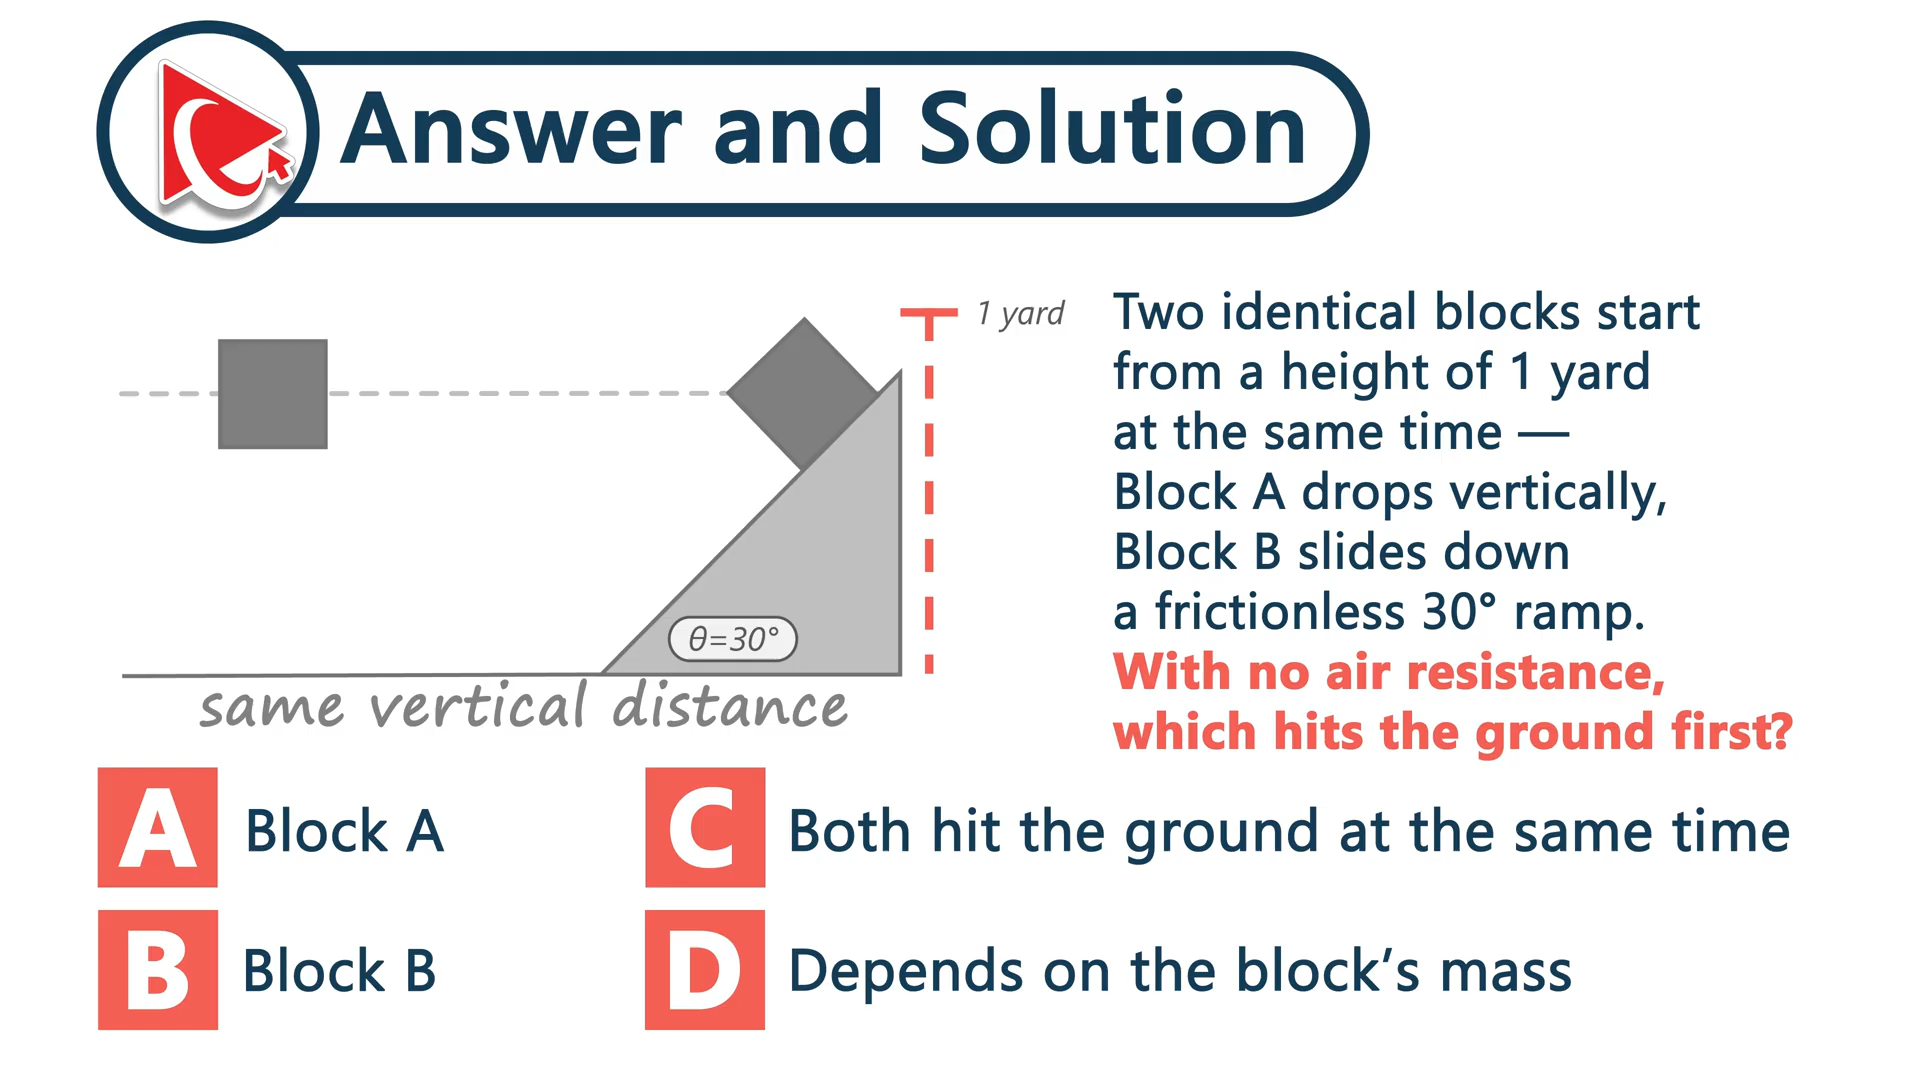 Answer and Solution
1 yard
Two identical blocks start
from a height of 1 yard
at the same time —
Block A drops vertically,
Block B slides down
a frictionless 30° ramp.
With no air resistance,
which hits the ground first?
θ=30°
same vertical distance
A Block A
C Both hit the ground at the same time
B Block B
D Depends on the block’s mass